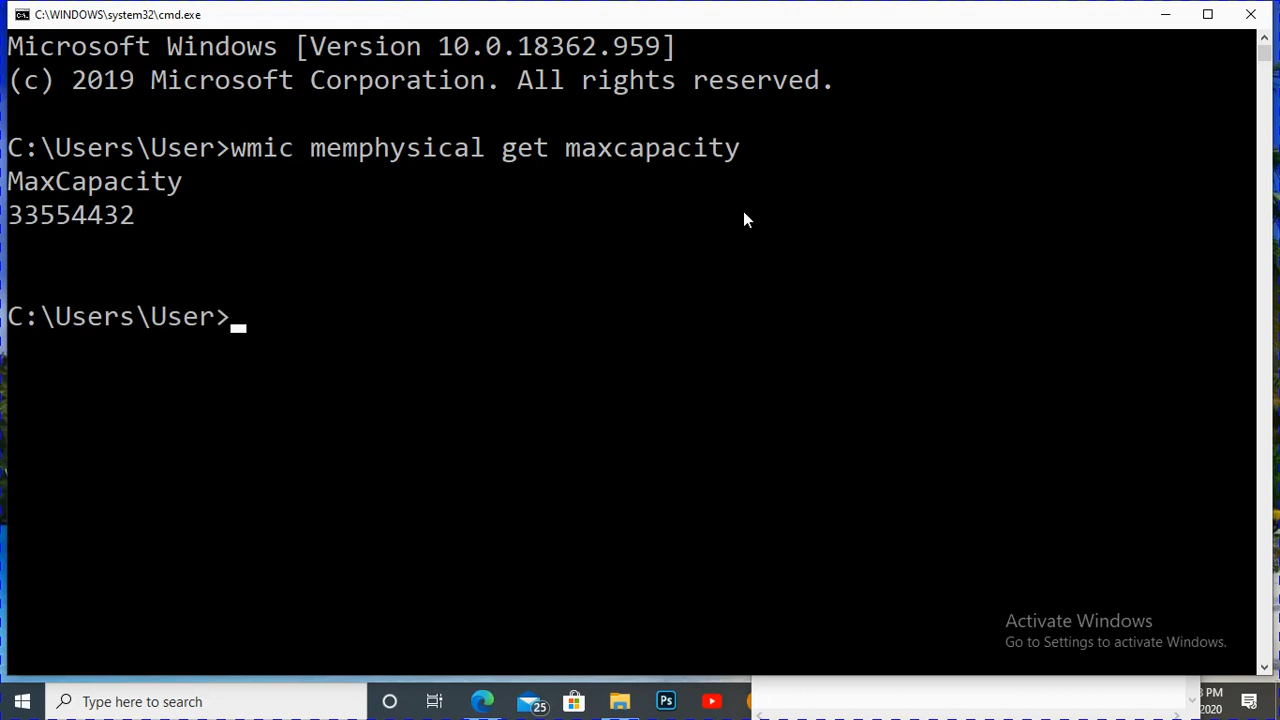 C:\WINDOWS\system32\cmd.exe
Microsoft Windows [Version 10.0.18362.959]
(c) 2019 Microsoft Corporation. All rights reserved.
C:\Users\User>wmic memphysical get maxcapacity
MaxCapacity
33554432
C:\Users\User>
Activate Windows
Go to Settings to activate Windows.
Type here to search
25
Ps
PM
2020